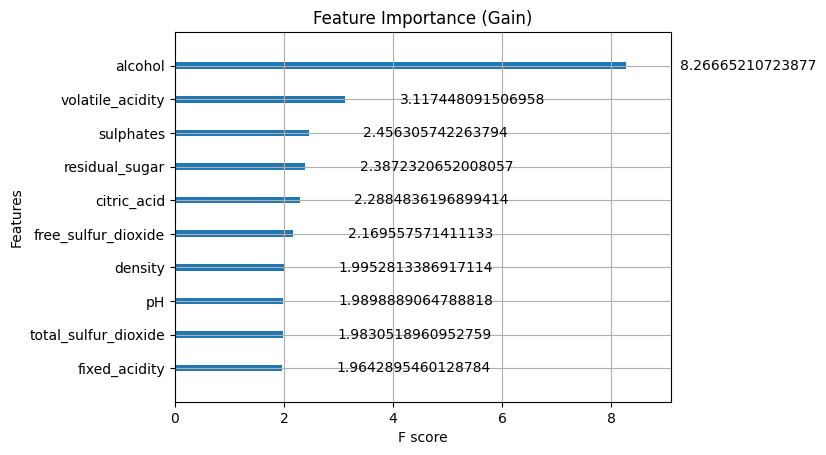 Feature Importance (Gain)
Features
alcohol 8.26665210723877
volatile_acidity 3.117448091506958
sulphates 2.456305742263794
residual_sugar 2.3872320652008057
citric_acid 2.2884836196899414
free_sulfur_dioxide 2.169557571411133
density 1.9952813386917114
pH 1.9898889064788818
total_sulfur_dioxide 1.9830518960952759
fixed_acidity 1.9642895460128784
0 2 4 6 8
F score